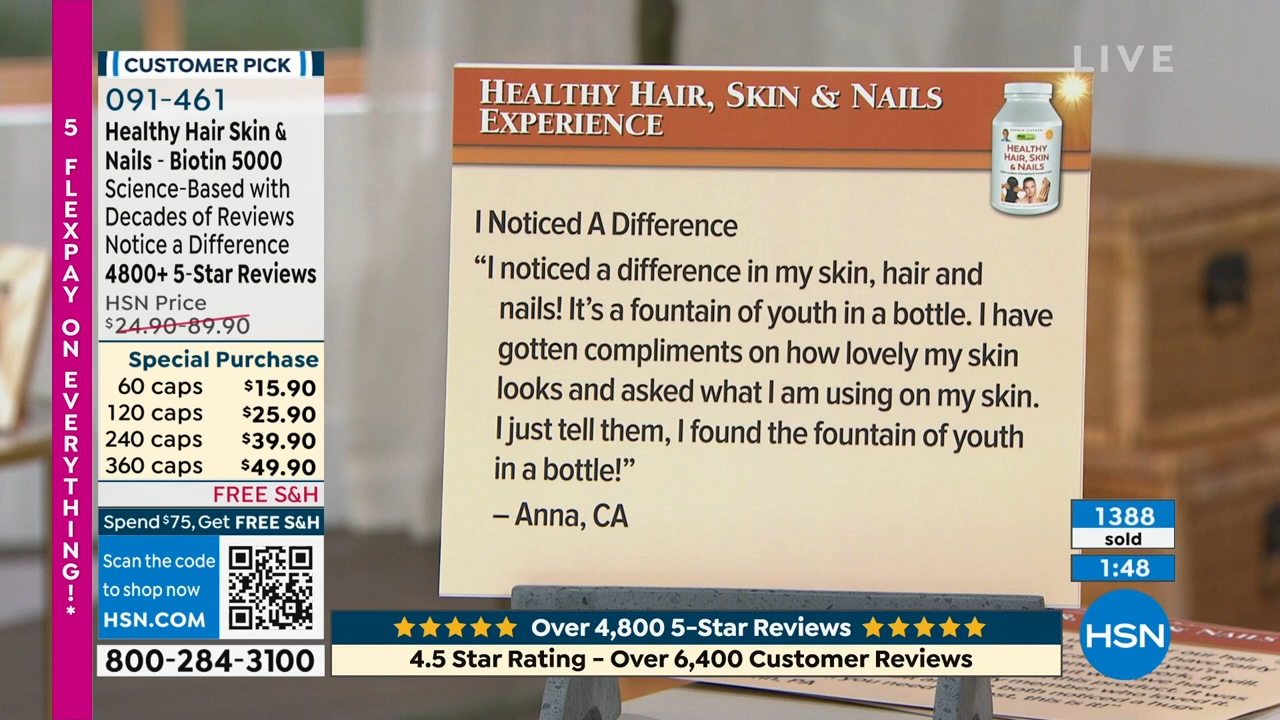 5 FLEXPAY ON EVERYTHING!*
CUSTOMER PICK
091-461
Healthy Hair Skin &
Nails - Biotin 5000
Science-Based with
Decades of Reviews
Notice a Difference
4800+ 5-Star Reviews
HSN Price
$24.90-89.90
Special Purchase
60 caps $15.90
120 caps $25.90
240 caps $39.90
360 caps $49.90
FREE S&H
Spend $75, Get FREE S&H
Scan the code
to shop now
HSN.COM
800-284-3100
LIVE
HEALTHY HAIR, SKIN & NAILS
EXPERIENCE
HEALTHY
HAIR, SKIN
& NAILS
I Noticed A Difference
“I noticed a difference in my skin, hair and
nails! It’s a fountain of youth in a bottle. I have
gotten compliments on how lovely my skin
looks and asked what I am using on my skin.
I just tell them, I found the fountain of youth
in a bottle!”
– Anna, CA
1388
sold
1:48
HSN
Over 4,800 5-Star Reviews
4.5 Star Rating – Over 6,400 Customer Reviews
& NAILS